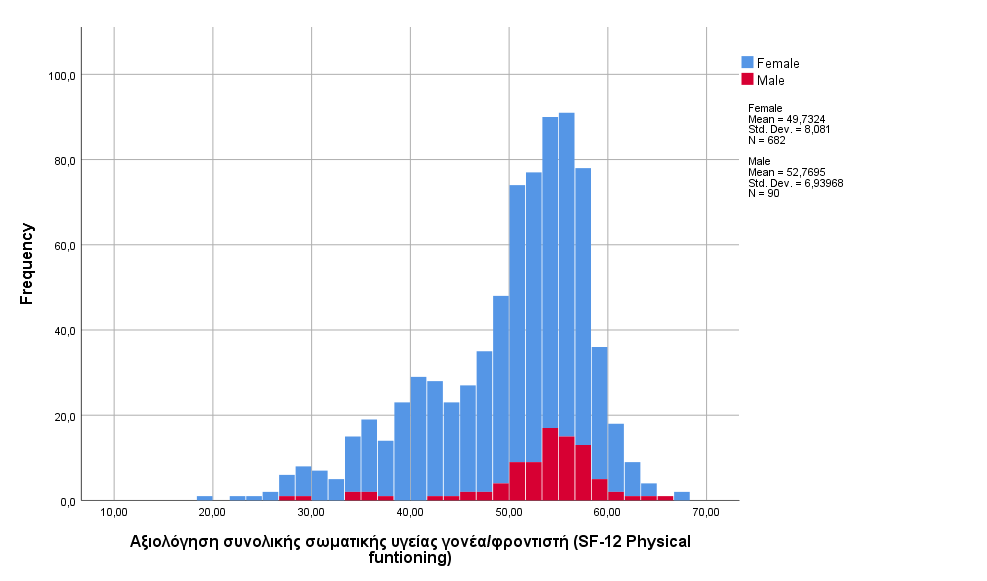 100,0
80,0
60,0
40,0
20,0
0,0
Frequency
10,00 20,00 30,00 40,00 50,00 60,00 70,00
Αξιολόγηση συνολικής σωματικής υγείας γονέα/φροντιστή (SF-12 Physical
funtioning)
Female
Male
Female
Mean = 49,7324
Std. Dev. = 8,081
N = 682
Male
Mean = 52,7695
Std. Dev. = 6,93968
N = 90